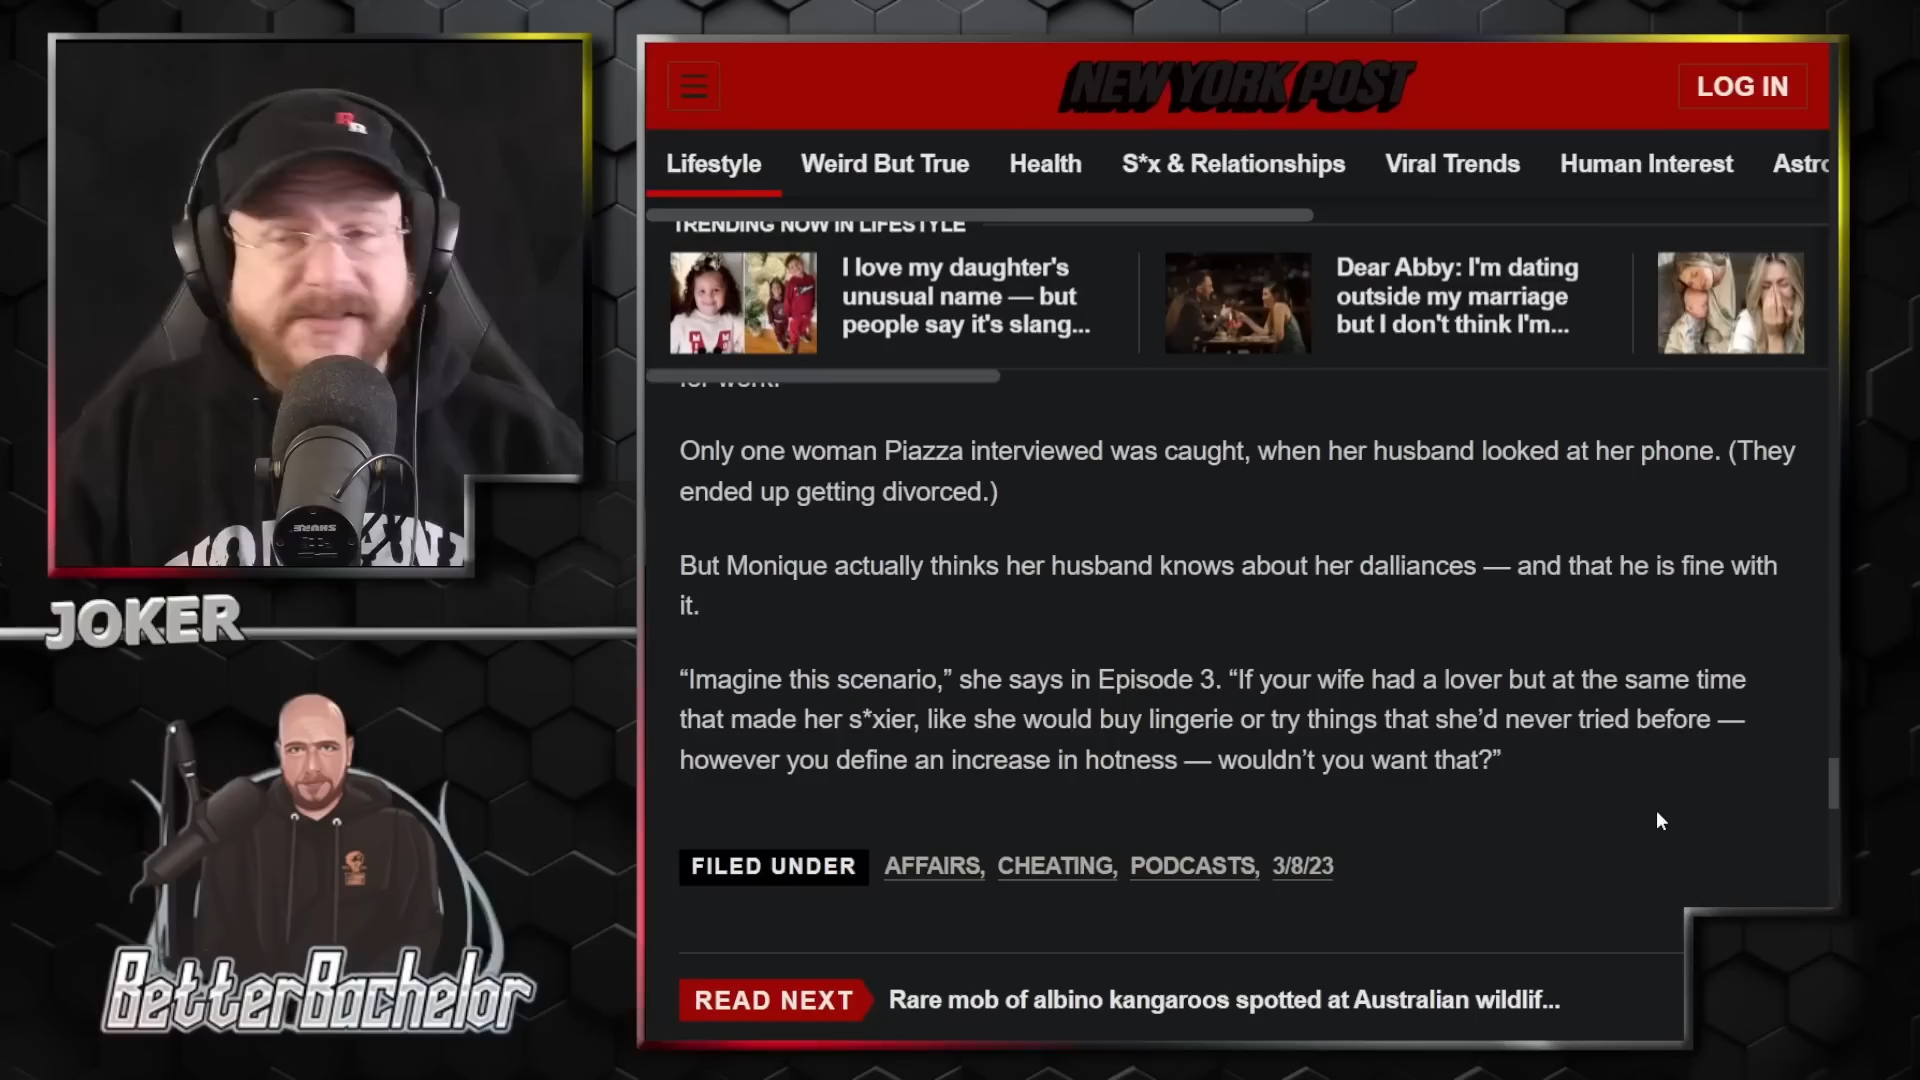 NEW YORK POST
LOG IN
Lifestyle Weird But True Health S*x & Relationships Viral Trends Human Interest Astro
TRENDING NOW IN LIFESTYLE
I love my daughter's
unusual name — but
people say it's slang...
Dear Abby: I'm dating
outside my marriage
but I don't think I'm...
for work.
Only one woman Piazza interviewed was caught, when her husband looked at her phone. (They
ended up getting divorced.)
But Monique actually thinks her husband knows about her dalliances — and that he is fine with
it.
“Imagine this scenario,” she says in Episode 3. “If your wife had a lover but at the same time
that made her s*xier, like she would buy lingerie or try things that she’d never tried before —
however you define an increase in hotness — wouldn’t you want that?”
FILED UNDER AFFAIRS, CHEATING, PODCASTS, 3/8/23
READ NEXT Rare mob of albino kangaroos spotted at Australian wildlif...
SHURE
JOKER
BetterBachelor